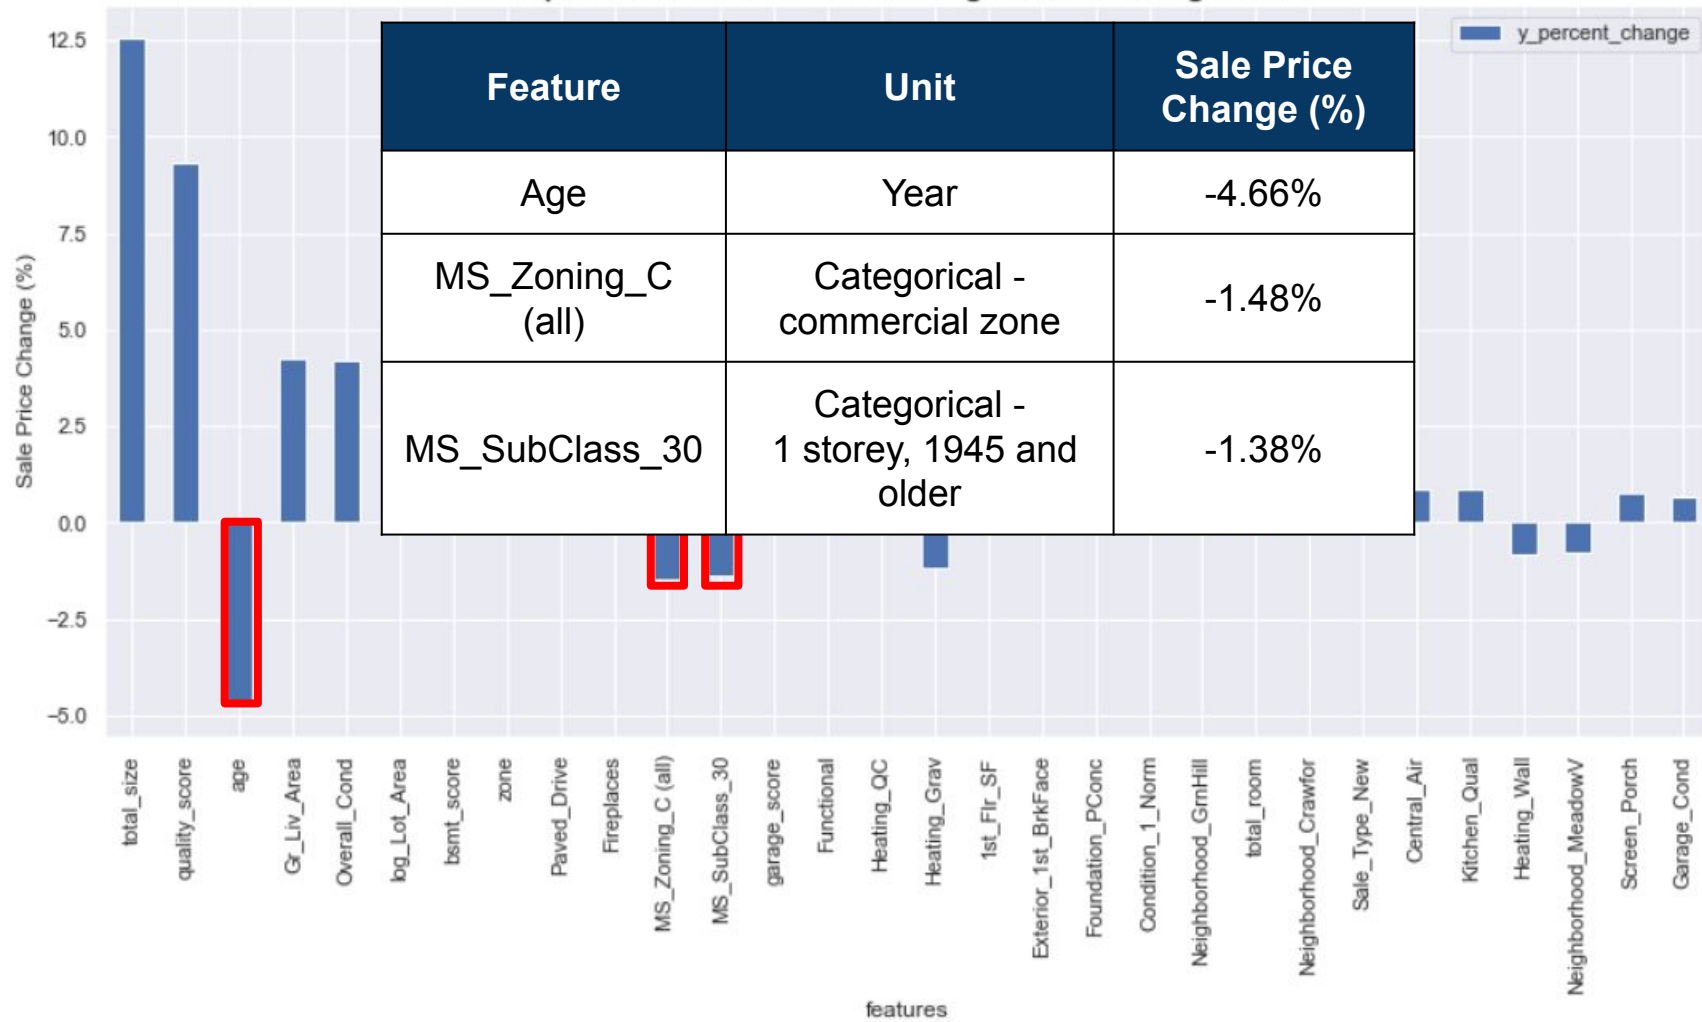 y_percent_change
Feature
Unit
Sale Price
Change (%)
Age
Year
-4.66%
MS_Zoning_C
(all)
Categorical -
commercial zone
-1.48%
MS_SubClass_30
Categorical -
1 storey, 1945 and
older
-1.38%
Sale Price Change (%)
12.5
10.0
7.5
5.0
2.5
0.0
−2.5
−5.0
total_size
quality_score
age
Gr_Liv_Area
Overall_Cond
log_Lot_Area
bsmt_score
zone
Paved_Drive
Fireplaces
MS_Zoning_C (all)
MS_SubClass_30
garage_score
Functional
Heating_QC
Heating_Grav
1st_Flr_SF
Exterior_1st_BrkFace
Foundation_PConc
Condition_1_Norm
Neighborhood_GrnHill
total_room
Neighborhood_Crawfor
Sale_Type_New
Central_Air
Kitchen_Qual
Heating_Wall
Neighborhood_MeadowV
Screen_Porch
Garage_Cond
features